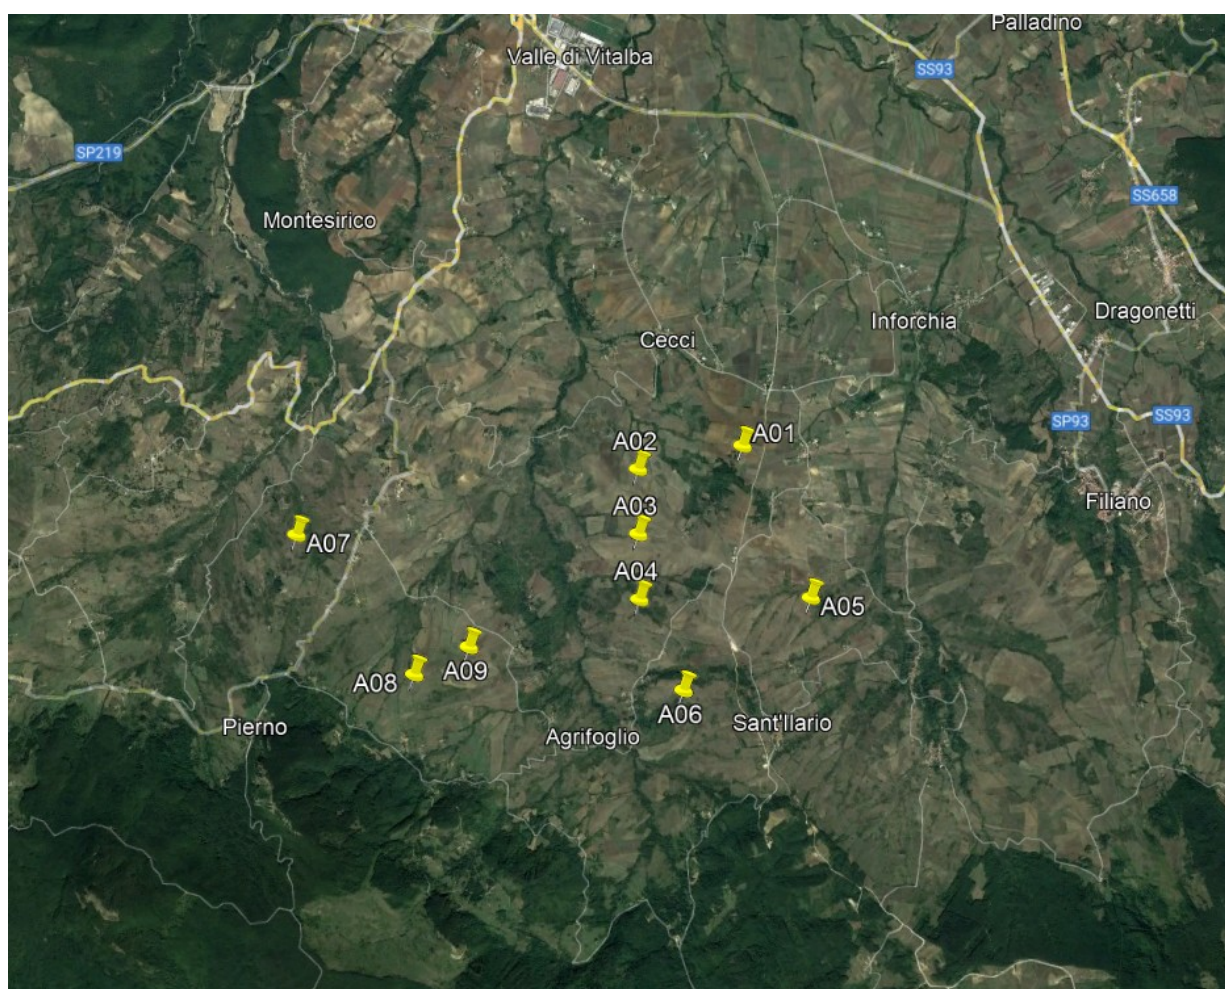 Palladino
Valle di Vitalba
SS93
SP219
SS658
Montesirico
Dragonetti
Inforchia
Cecci
SS93
SP93
A01
A02
Filiano
A03
A07
A04
A05
A09
A08
A06
Sant'Ilario
Pierno
Agrifoglio